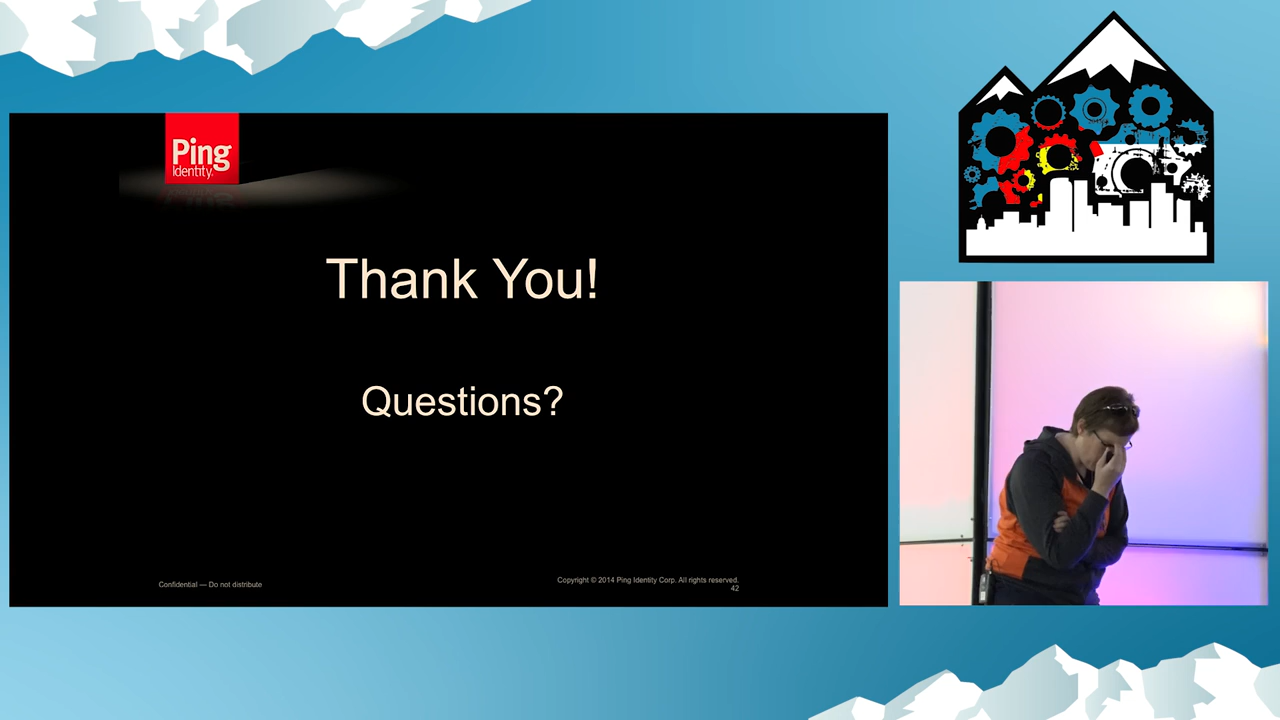 Ping
Identity.
Thank You!
Questions?
Confidential — Do not distribute
Copyright © 2014 Ping Identity Corp. All rights reserved.
42